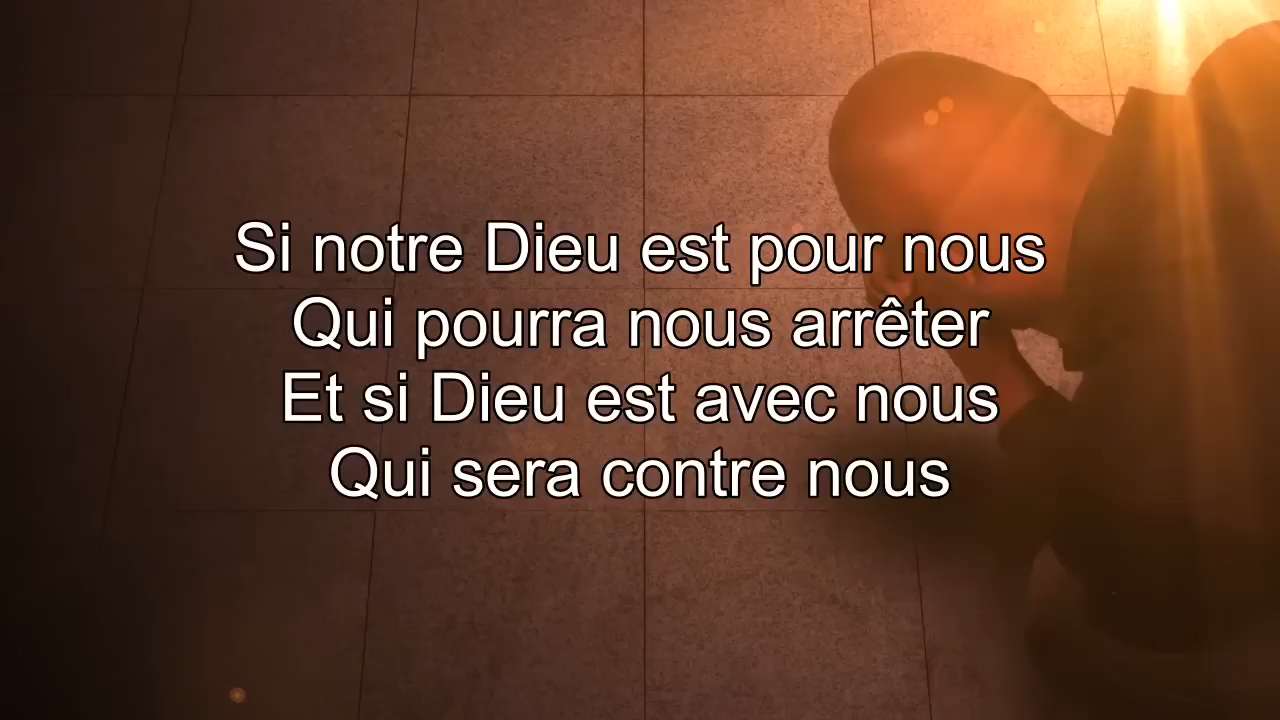 Si notre Dieu est pour nous
Qui pourra nous arrêter
Et si Dieu est avec nous
Qui sera contre nous